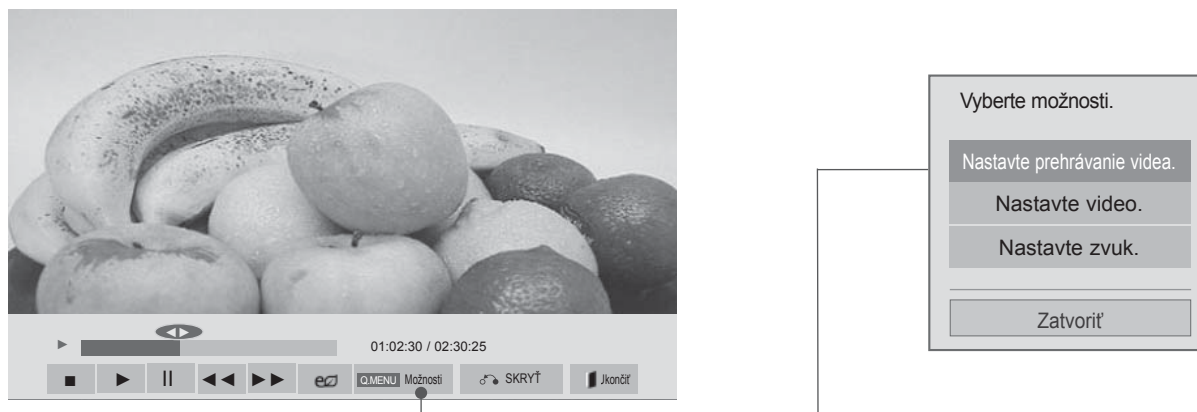 01:02:30 / 02:30:25
Q.MENU Možnosti
SKRYŤ
Jkončiť
Vyberte možnosti.
Nastavte prehrávanie videa.
Nastavte video.
Nastavte zvuk.
Zatvoriť